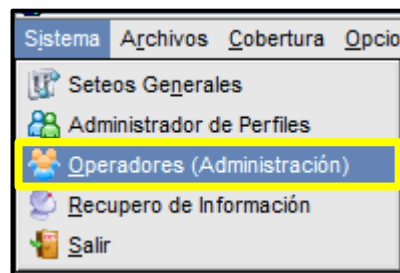 Sistema Archivos Cobertura Opcio
Seteos Generales
Administrador de Perfiles
Operadores (Administración)
Recupero de Información
Salir